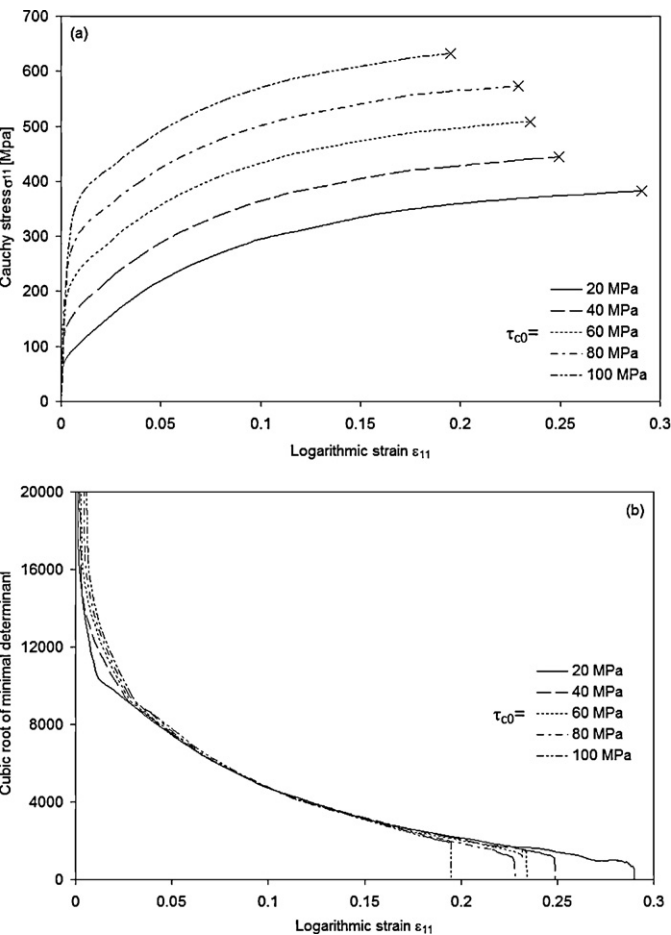 700
(a)
600
500
400
300
200
100
0
Cauchy stress σ11 [Mpa]
20 MPa
40 MPa
τc0= 60 MPa
80 MPa
100 MPa
0 0.05 0.1 0.15 0.2 0.25 0.3
Logarithmic strain ε11
20000
(b)
16000
12000
8000
4000
0
Cubic root of minimal determinant
20 MPa
40 MPa
τc0= 60 MPa
80 MPa
100 MPa
0 0.05 0.1 0.15 0.2 0.25 0.3
Logarithmic strain ε11